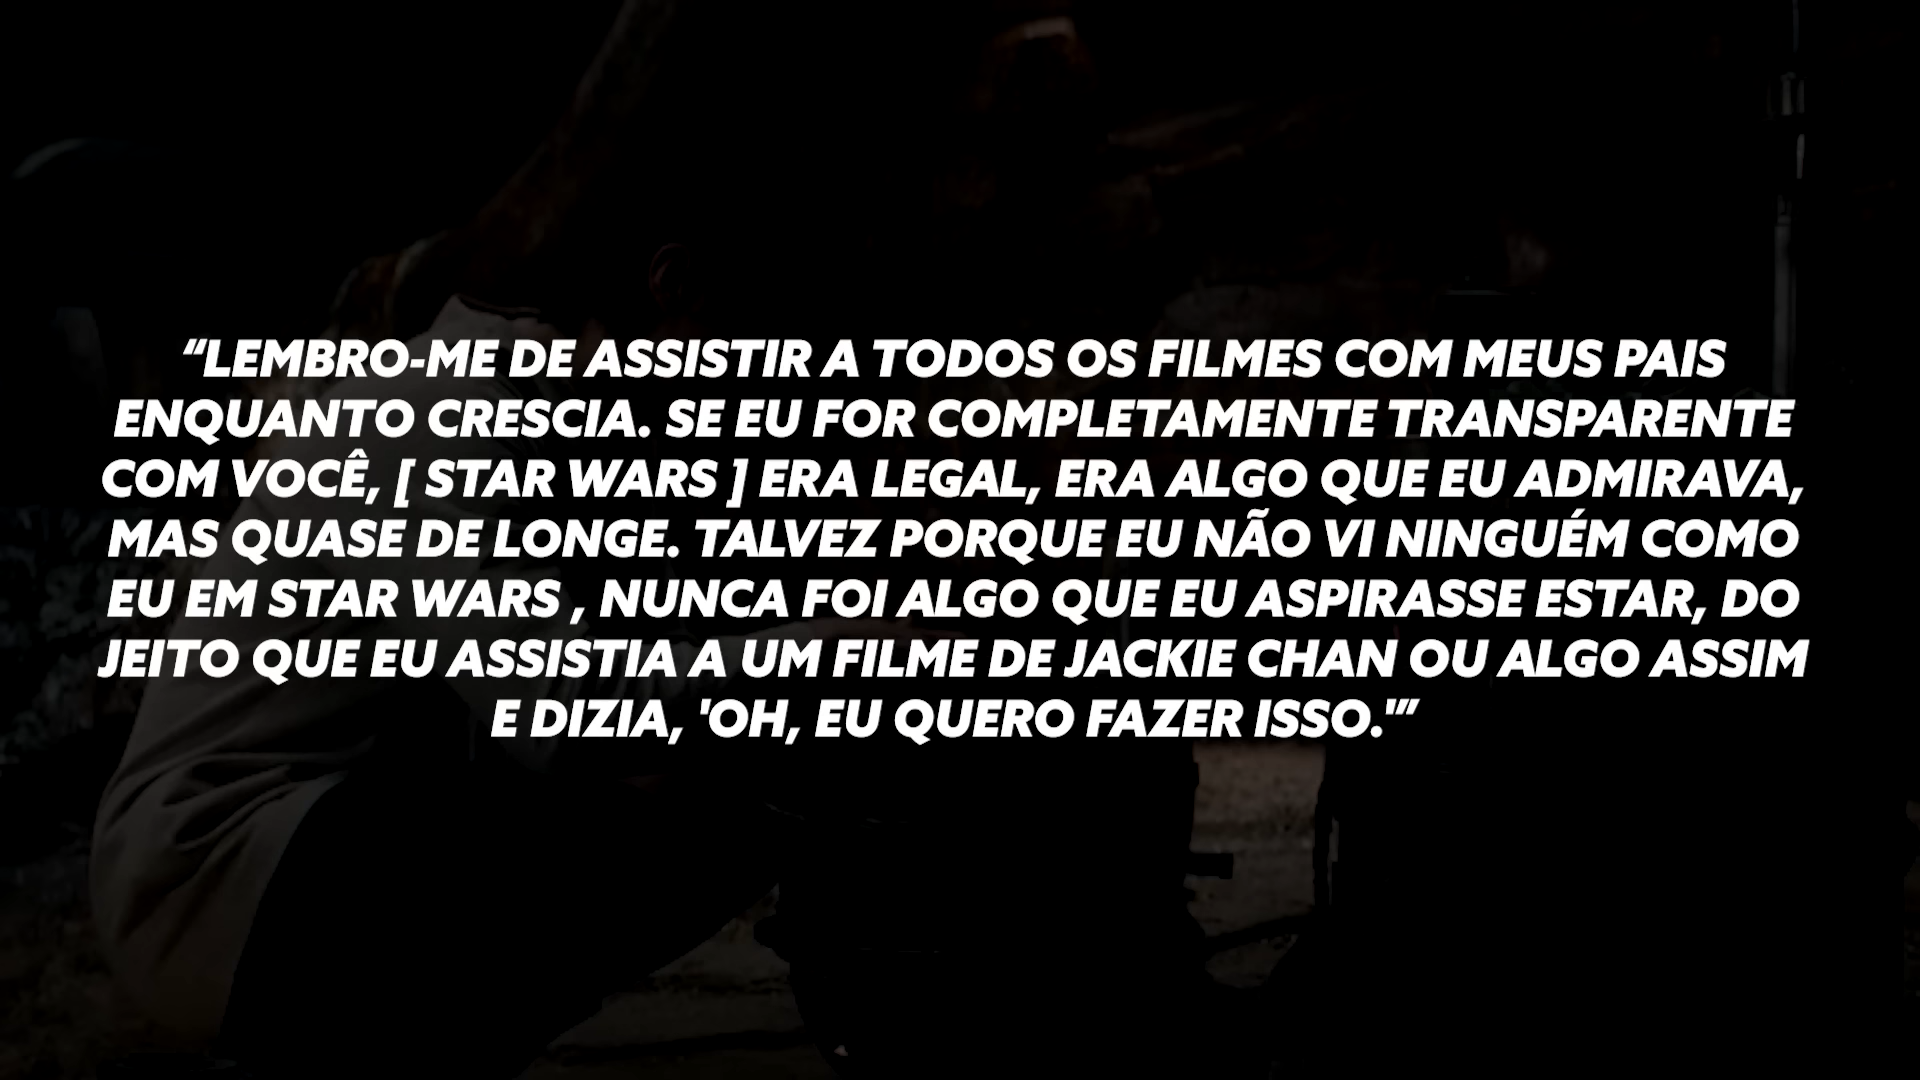 “LEMBRO-ME DE ASSISTIR A TODOS OS FILMES COM MEUS PAIS
ENQUANTO CRESCIA. SE EU FOR COMPLETAMENTE TRANSPARENTE
COM VOCÊ, [ STAR WARS ] ERA LEGAL, ERA ALGO QUE EU ADMIRAVA,
MAS QUASE DE LONGE. TALVEZ PORQUE EU NÃO VI NINGUÉM COMO
EU EM STAR WARS , NUNCA FOI ALGO QUE EU ASPIRASSE ESTAR, DO
JEITO QUE EU ASSISTIA A UM FILME DE JACKIE CHAN OU ALGO ASSIM
E DIZIA, 'OH, EU QUERO FAZER ISSO.'”